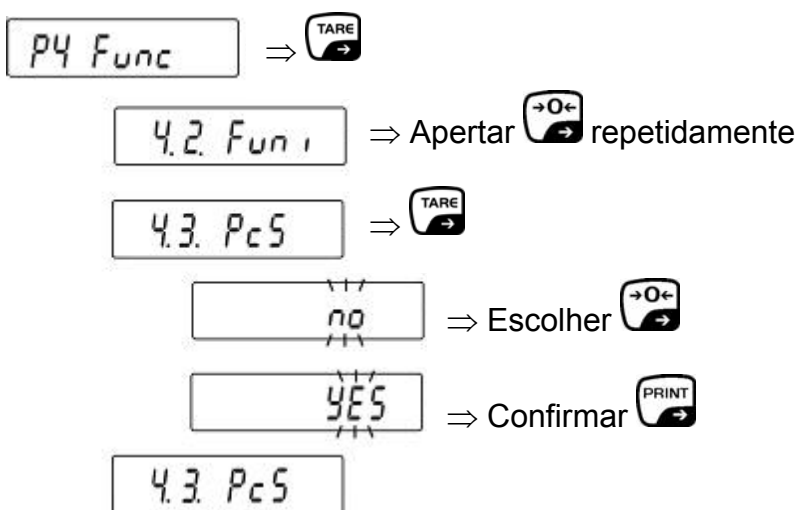 P4 Func ⇒ TARE
4.2. Funi ⇒ Apertar →0← repetidamente
4.3. PcS ⇒ TARE
no ⇒ Escolher →0←
YES ⇒ Confirmar PRINT
4.3. PcS